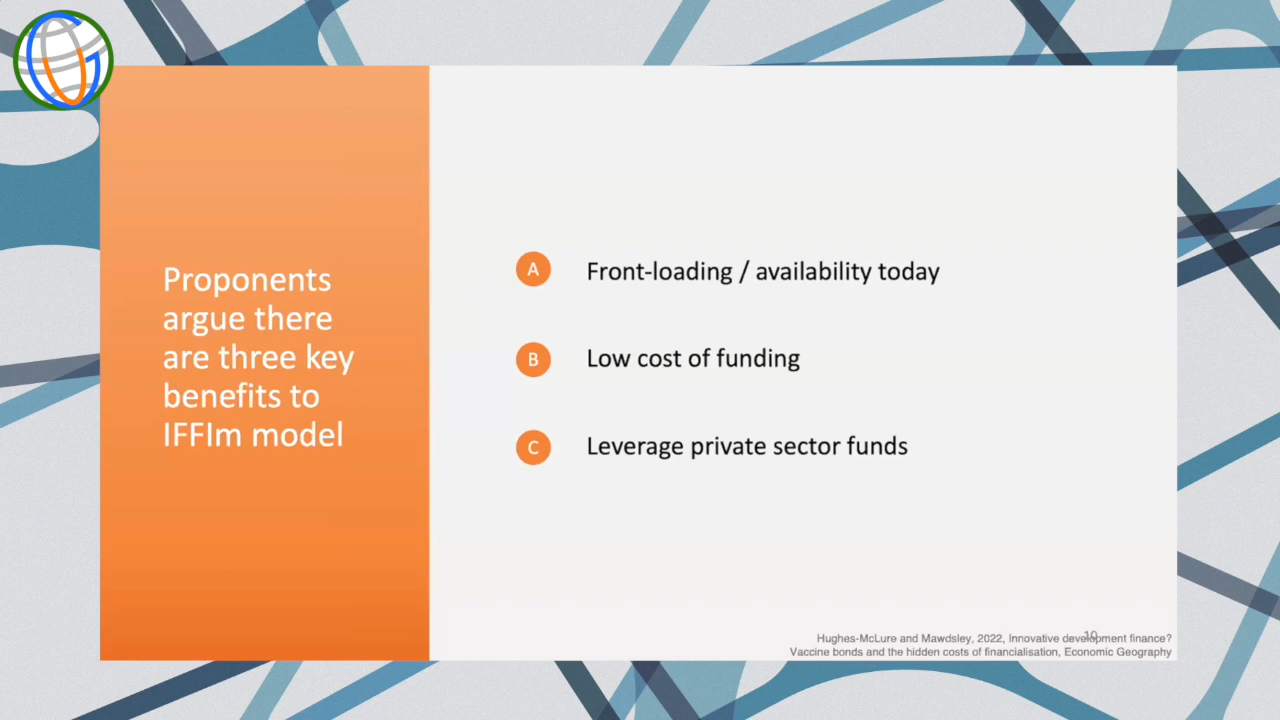 Proponents
argue there
are three key
benefits to
IFFIm model
A Front-loading / availability today
B Low cost of funding
C Leverage private sector funds
10
Hughes-McLure and Mawdsley, 2022, Innovative development finance?
Vaccine bonds and the hidden costs of financialisation, Economic Geography